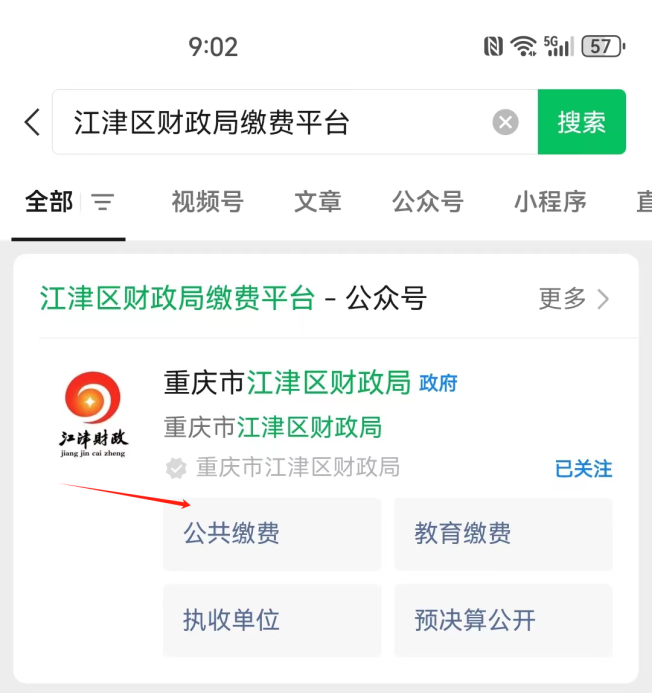 9:02 5G 57
江津区财政局缴费平台 搜索
全部 视频号 文章 公众号 小程序 直
江津区财政局缴费平台 - 公众号 更多
重庆市江津区财政局 政府
重庆市江津区财政局
江津财政
jiang jin cai zheng
重庆市江津区财政局 已关注
公共缴费 教育缴费
执收单位 预决算公开